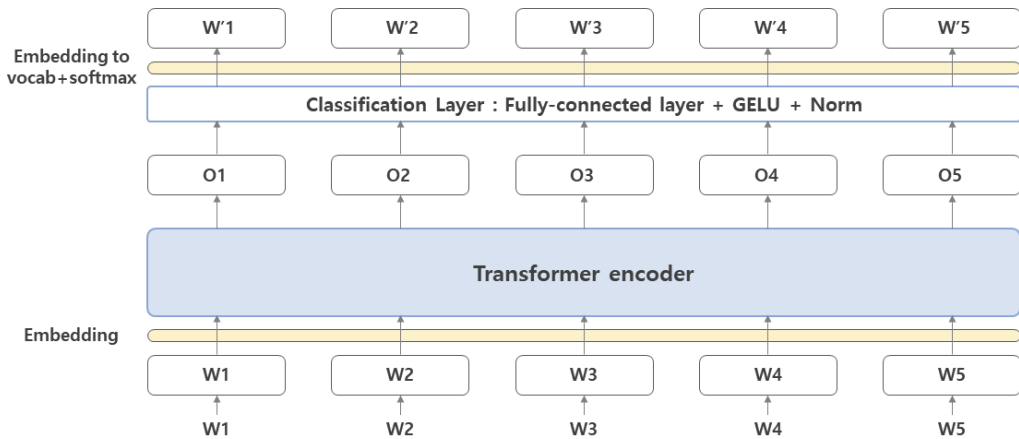 W′1 W′2 W′3 W′4 W′5
Embedding to
vocab+softmax
Classification Layer : Fully-connected layer + GELU + Norm
O1 O2 O3 O4 O5
Transformer encoder
Embedding
W1 W2 W3 W4 W5
W1 W2 W3 W4 W5